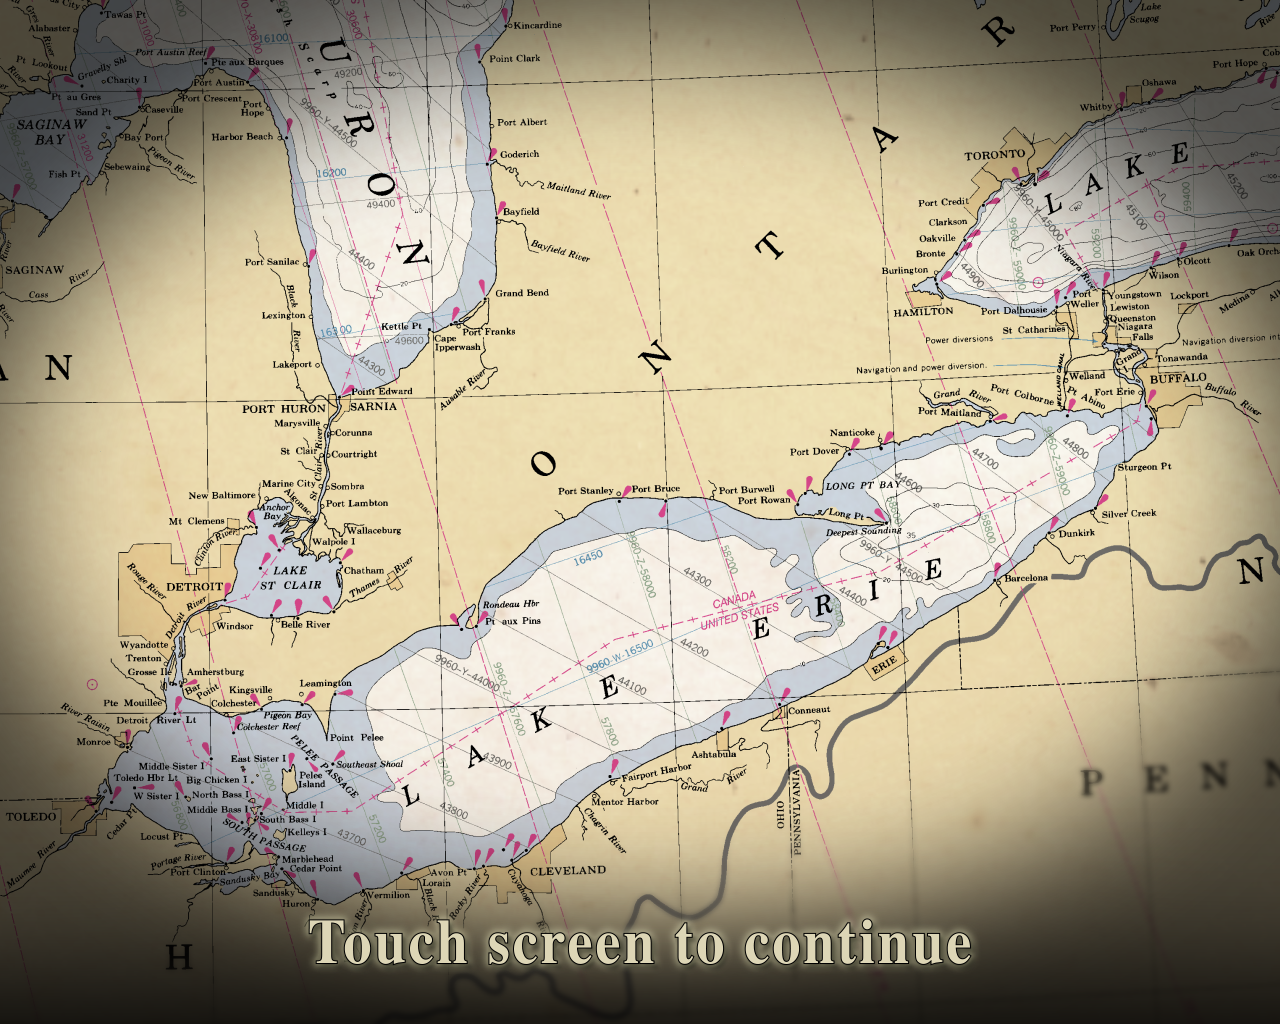 Tawas Pt
Alabaster
Pt Lookout
Gravelly Shl
Charity I
Port Austin Reef
Pte aux Barques
Port Austin
Pt au Gres
Port Crescent
Port Hope
Sand Pt
Caseville
SAGINAW BAY
Bay Port
Pigeon River
Harbor Beach
Sebewaing
Fish Pt
SAGINAW
Cass River
Port Sanilac
Black River
Lexington
Lakeport
U R O N
Scarp
16100
49200
9960-Y-44500
16200
49400
44400
16300
49600
44300
31000
31200
Kincardine
Point Clark
Port Albert
Goderich
Maitland River
Bayfield
Bayfield River
Grand Bend
Kettle Pt
Port Franks
Cape Ipperwash
Ausable River
Point Edward
PORT HURON
SARNIA
Marysville
Corunna
St Clair
Courtright
St Clair River
Marine City
Sombra
Algonac
Port Lambton
New Baltimore
Anchor Bay
Mt Clemens
Clinton River
Wallaceburg
Walpole I
LAKE ST CLAIR
Chatham
Thames River
Rouge River
DETROIT
Detroit River
Windsor
Belle River
Wyandotte
Trenton
Grosse Ile
Amherstburg
Bar Point
Pte Mouillee
Kingsville
Colchester
Leamington
Pigeon Bay
River Raisin
Detroit River Lt
Colchester Reef
Monroe
Point Pelee
PELEE PASSAGE
Middle Sister I
East Sister I
Southeast Shoal
Toledo Hbr Lt
Big Chicken I
Pelee Island
W Sister I
North Bass I
Middle Bass I
Middle I
South Bass I
TOLEDO
Cedar Pt
Kelleys I
Locust Pt
SOUTH PASSAGE
Maumee River
Portage River
Marblehead
Port Clinton
Cedar Point
Sandusky Bay
Sandusky
Huron
Vermilion
Avon Pt
Lorain
Black R
Rocky River
Cuyahoga R
CLEVELAND
Chagrin River
Mentor Harbor
Fairport Harbor
Grand River
Ashtabula
Conneaut
OHIO
PENNSYLVANIA
ERIE
Barcelona
Dunkirk
Silver Creek
Sturgeon Pt
BUFFALO
Buffalo River
Tonawanda
Grand I
Fort Erie
Pt Abino
Port Colborne
WELLAND CANAL
Welland
Grand River
Port Maitland
Nanticoke
Port Dover
LONG PT BAY
Long Pt
Deepest Sounding
35
Port Rowan
Port Burwell
Port Bruce
Port Stanley
Rondeau Hbr
Pt aux Pins
L A K E E R I E
CANADA
UNITED STATES
9960-W-16500
16450
9960-Z-58000
58200
44300
44200
44100
9960-Y-44000
43900
43800
43700
57200
57400
57600
57800
57000
56800
44400
9960-Y-44500
44600
44700
44800
58800
9960-Z-59000
Navigation and power diversion.
Power diversions
Navigation diversion
Port Perry
Lake Scugog
Port Hope
Oshawa
Whitby
TORONTO
Port Credit
Clarkson
Oakville
Bronte
Burlington
HAMILTON
Port Dalhousie
St Catharines
Port Weller
Niagara River
Youngstown
Lewiston
Queenston
Niagara Falls
Lockport
Medina
Wilson
Olcott
Oak Orch
L A K E
9960-Y-45000
44900
45100
45200
9960-Z-59000
59200
59400
O N T A R
A N
H
P E N N
N
Touch screen to continue